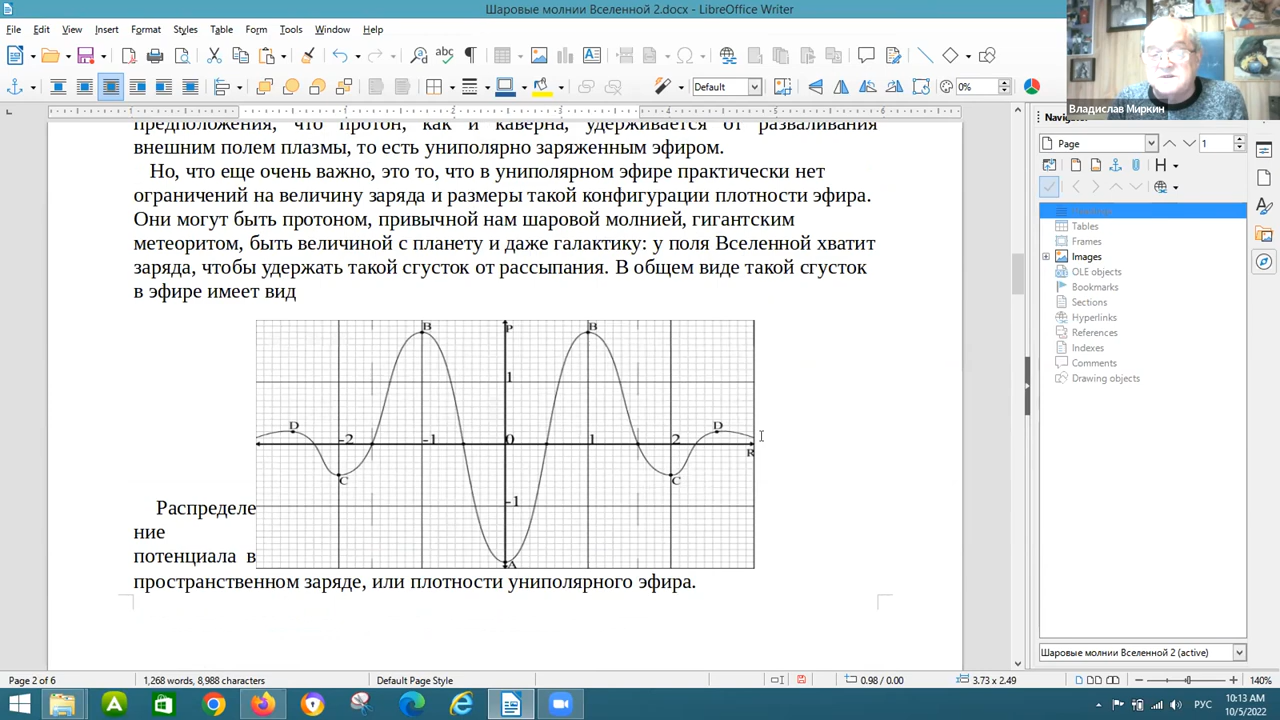 Шаровые молнии Вселенной 2.docx - LibreOffice Writer
File Edit View Insert Format Styles Table Form Tools Window Help
Default
0%
Владислав Миркин
предположения, что протон, как и каверна, удерживается от разваливания
внешним полем плазмы, то есть униполярно заряженным эфиром.
Но, что еще очень важно, это то, что в униполярном эфире практически нет
ограничений на величину заряда и размеры такой конфигурации плотности эфира.
Они могут быть протоном, привычной нам шаровой молнией, гигантским
метеоритом, быть величиной с планету и даже галактику: у поля Вселенной хватит
заряда, чтобы удержать такой сгусток от рассыпания. В общем виде такой сгусток
в эфире имеет вид
B P B
1
D D
-2 -1 0 1 2
R
C C
-1
A
Распределе
ние
потенциала в
пространственном заряде, или плотности униполярного эфира.
Navigator
Page 1
Tables
Frames
Images
OLE objects
Bookmarks
Sections
Hyperlinks
References
Indexes
Comments
Drawing objects
Шаровые молнии Вселенной 2 (active)
Page 2 of 6 1,268 words, 8,988 characters Default Page Style 0.98 / 0.00 3.73 x 2.49 140%
РУС
10:13 AM
10/5/2022